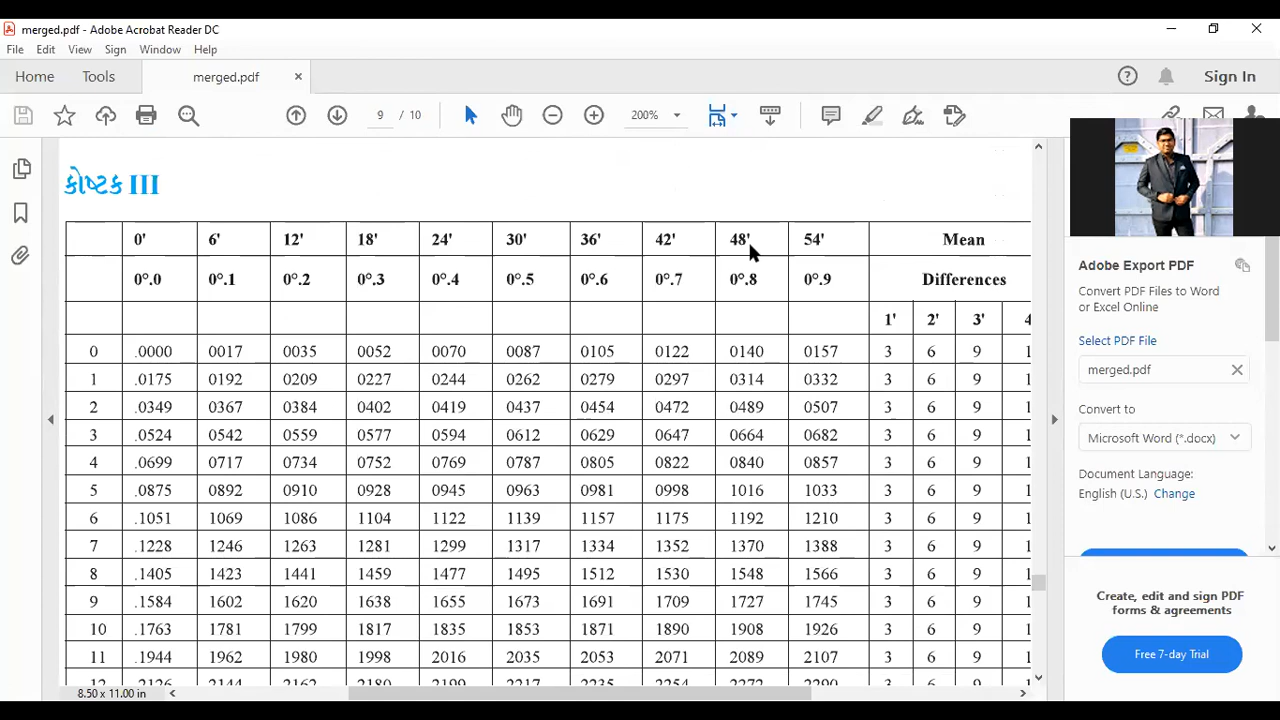 merged.pdf - Adobe Acrobat Reader DC
File Edit View Sign Window Help
Home Tools merged.pdf × Sign In
9 / 10 200%
કોષ્ટક III
0' 6' 12' 18' 24' 30' 36' 42' 48' 54' Mean
0°.0 0°.1 0°.2 0°.3 0°.4 0°.5 0°.6 0°.7 0°.8 0°.9 Differences
1' 2' 3'
0 .0000 0017 0035 0052 0070 0087 0105 0122 0140 0157 3 6 9
1 .0175 0192 0209 0227 0244 0262 0279 0297 0314 0332 3 6 9
2 .0349 0367 0384 0402 0419 0437 0454 0472 0489 0507 3 6 9
3 .0524 0542 0559 0577 0594 0612 0629 0647 0664 0682 3 6 9
4 .0699 0717 0734 0752 0769 0787 0805 0822 0840 0857 3 6 9
5 .0875 0892 0910 0928 0945 0963 0981 0998 1016 1033 3 6 9
6 .1051 1069 1086 1104 1122 1139 1157 1175 1192 1210 3 6 9
7 .1228 1246 1263 1281 1299 1317 1334 1352 1370 1388 3 6 9
8 .1405 1423 1441 1459 1477 1495 1512 1530 1548 1566 3 6 9
9 .1584 1602 1620 1638 1655 1673 1691 1709 1727 1745 3 6 9
10 .1763 1781 1799 1817 1835 1853 1871 1890 1908 1926 3 6 9
11 .1944 1962 1980 1998 2016 2035 2053 2071 2089 2107 3 6 9
8.50 x 11.00 in
Adobe Export PDF
Convert PDF Files to Word
or Excel Online
Select PDF File
merged.pdf
Convert to
Microsoft Word (*.docx)
Document Language:
English (U.S.) Change
Create, edit and sign PDF
forms & agreements
Free 7-day Trial